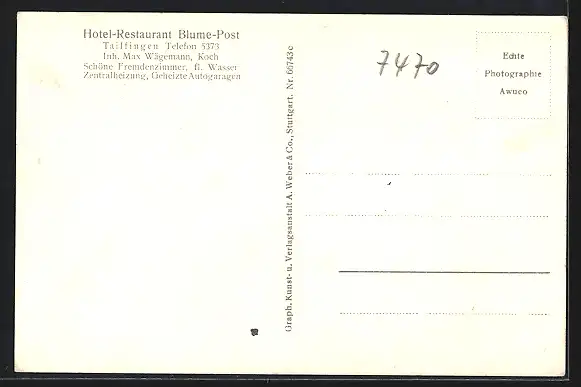 Hotel-Restaurant Blume-Post
Tailfingen Telefon 5373
Inh. Max Wägemann, Koch
Schöne Fremdenzimmer, fl. Wasser
Zentralheizung, Geheizte Autogaragen
Graph. Kunst- u. Verlagsanstalt A. Weber & Co., Stuttgart. Nr. 66743c
7470
Echte
Photographie
Awuco